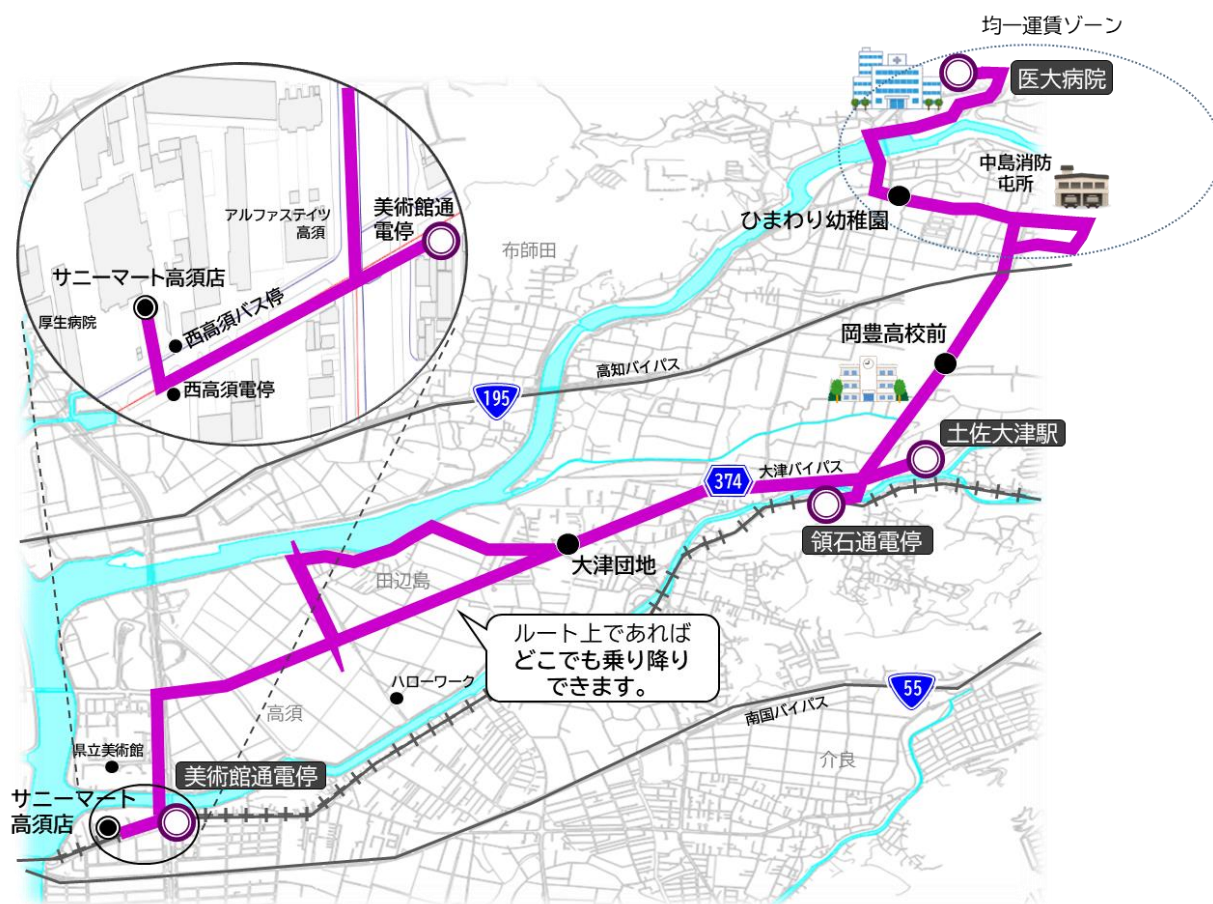 均一運賃ゾーン
医大病院
中島消防
屯所
ひまわり幼稚園
アルファステイツ
高須
美術館通
電停
サニーマート高須店
西高須バス停
厚生病院
西高須電停
布師田
岡豊高校前
高知バイパス
195
土佐大津駅
大津バイパス
374
領石通電停
大津団地
田辺島
ルート上であれば
どこでも乗り降り
できます。
ハローワーク
高須
55
南国バイパス
介良
県立美術館
美術館通電停
サニーマート
高須店